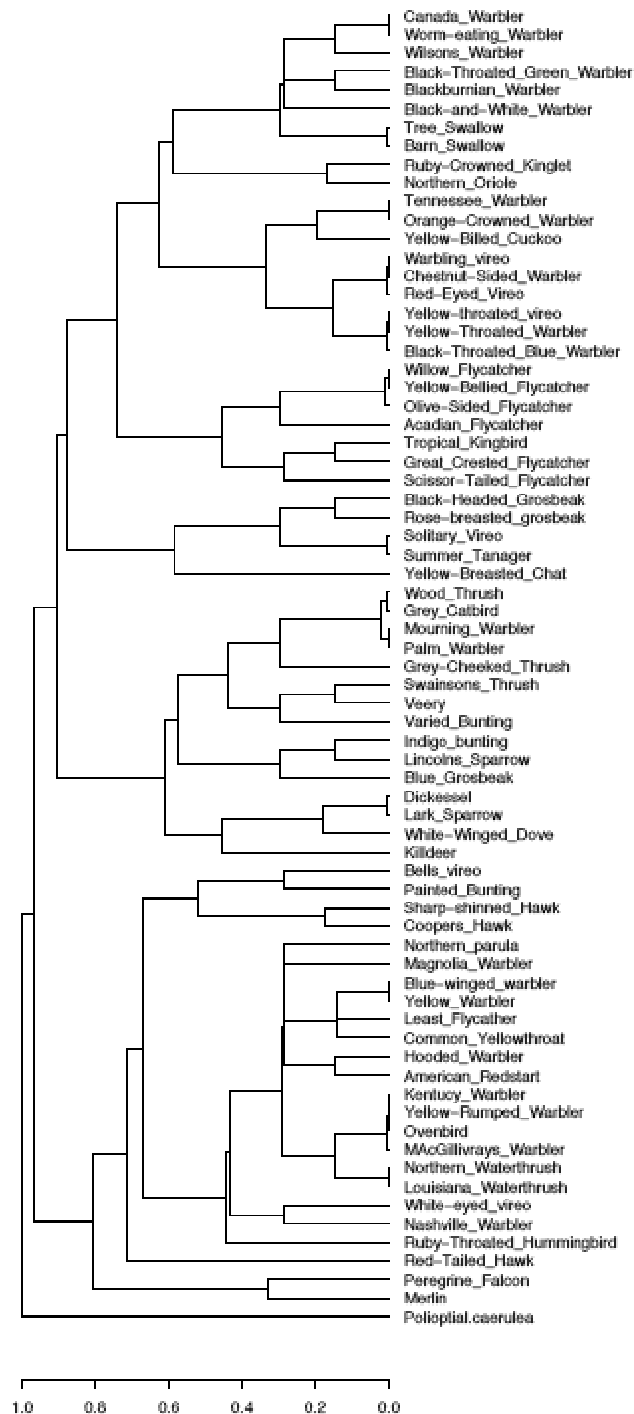 Canada_Warbler
Worm-eating_Warbler
Wilsons_Warbler
Black-Throated_Green_Warbler
Blackburnian_Warbler
Black-and-White_Warbler
Tree_Swallow
Barn_Swallow
Ruby-Crowned_Kinglet
Northern_Oriole
Tennessee_Warbler
Orange-Crowned_Warbler
Yellow-Billed_Cuckoo
Warbling_vireo
Chestnut-Sided_Warbler
Red-Eyed_Vireo
Yellow-throated_vireo
Yellow-Throated_Warbler
Black-Throated_Blue_Warbler
Willow_Flycatcher
Yellow-Bellied_Flycatcher
Olive-Sided_Flycatcher
Acadian_Flycatcher
Tropical_Kingbird
Great_Crested_Flycatcher
Scissor-Tailed_Flycatcher
Black-Headed_Grosbeak
Rose-breasted_grosbeak
Solitary_Vireo
Summer_Tanager
Yellow-Breasted_Chat
Wood_Thrush
Grey_Catbird
Mourning_Warbler
Palm_Warbler
Grey-Cheeked_Thrush
Swainsons_Thrush
Veery
Varied_Bunting
Indigo_bunting
Lincolns_Sparrow
Blue_Grosbeak
Dickessel
Lark_Sparrow
White-Winged_Dove
Killdeer
Bells_vireo
Painted_Bunting
Sharp-shinned_Hawk
Coopers_Hawk
Northern_parula
Magnolia_Warbler
Blue-winged_warbler
Yellow_Warbler
Least_Flycather
Common_Yellowthroat
Hooded_Warbler
American_Redstart
Kentucy_Warbler
Yellow-Rumped_Warbler
Ovenbird
MAcGillivrays_Warbler
Northern_Waterthrush
Louisiana_Waterthrush
White-eyed_vireo
Nashville_Warbler
Ruby-Throated_Hummingbird
Red-Tailed_Hawk
Peregrine_Falcon
Merlin
Polioptial.caerulea
1.0 0.8 0.6 0.4 0.2 0.0